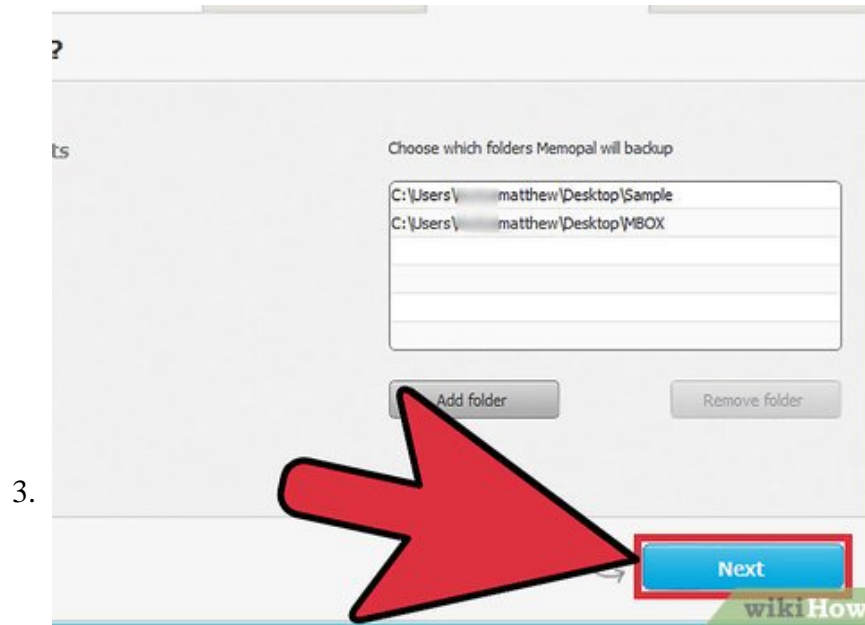 ?
ts
Choose which folders Memopal will backup
C:\Users\ matthew\Desktop\Sample
C:\Users\ matthew\Desktop\MBOX
Add folder
Remove folder
3.
Next
wikiHow